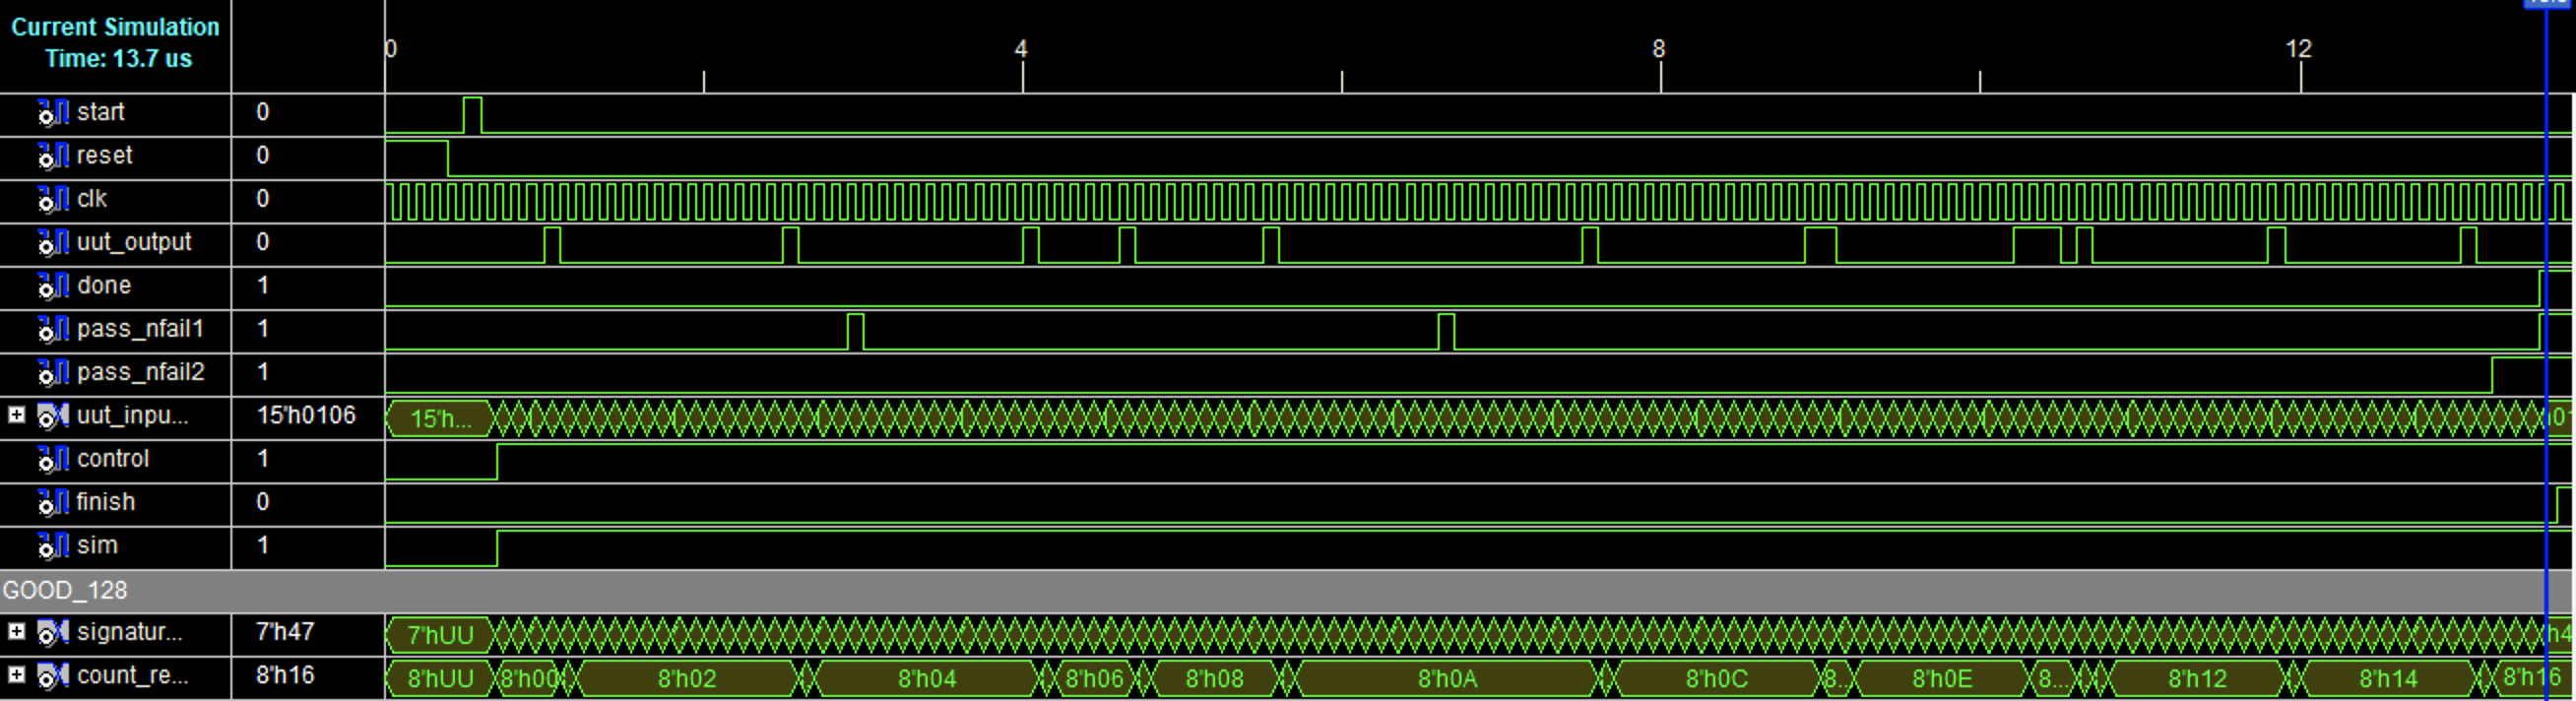 Current Simulation
Time: 13.7 us
0 4 8 12
start 0
reset 0
clk 0
uut_output 0
done 1
pass_nfail1 1
pass_nfail2 1
uut_inpu... 15'h0106 15'h...
control 1
finish 0
sim 1
GOOD_128
signatur... 7'h47 7'hUU h4
count_re... 8'h16 8'hUU 8'h00 8'h02 8'h04 8'h06 8'h08 8'h0A 8'h0C 8... 8'h0E 8... 8'h12 8'h14 8'h16